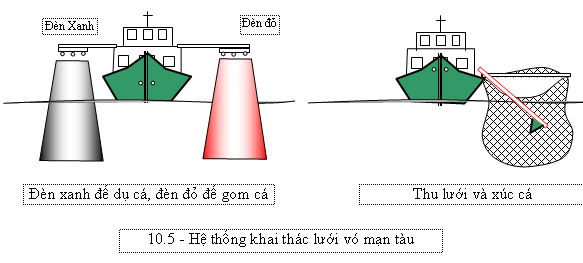 Đèn Xanh
Đèn đỏ
Đèn xanh để dụ cá, đèn đỏ để gom cá
Thu lưới và xúc cá
10.5 - Hệ thống khai thác lưới vó mạn tàu